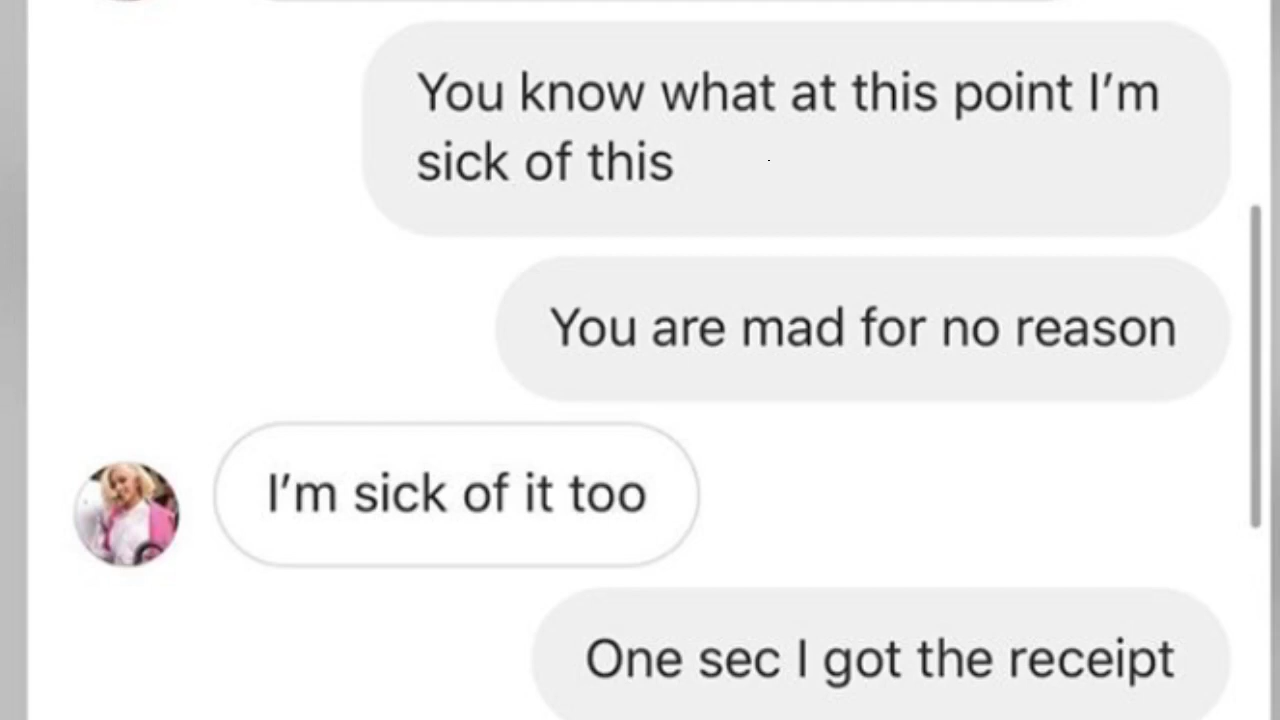 You know what at this point I’m
sick of this
You are mad for no reason
I’m sick of it too
One sec I got the receipt